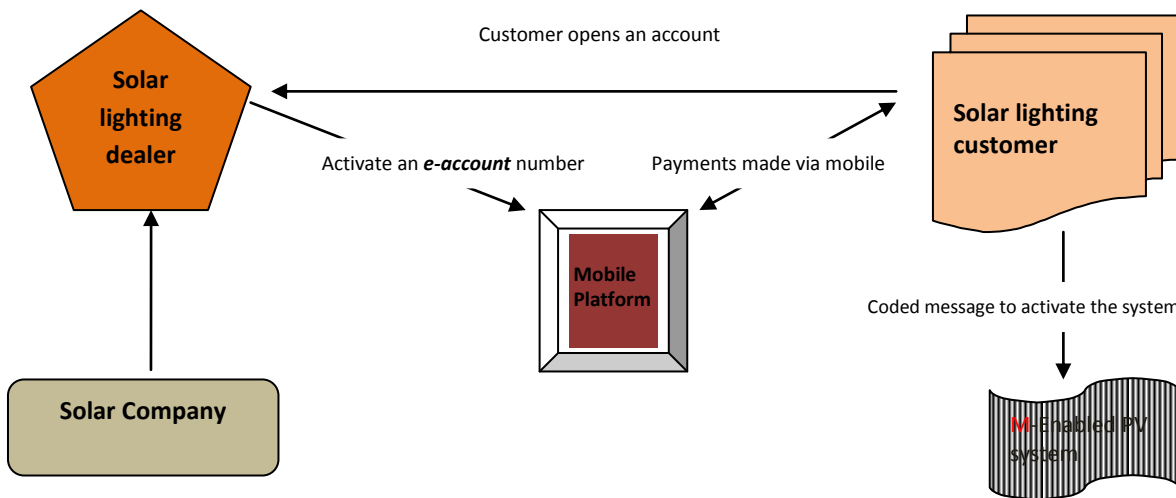 Customer opens an account
Solar
lighting
dealer
Solar lighting
customer
Activate an e-account number
Payments made via mobile
Mobile
Platform
Coded message to activate the system
Solar Company
M-Enabled PV
system